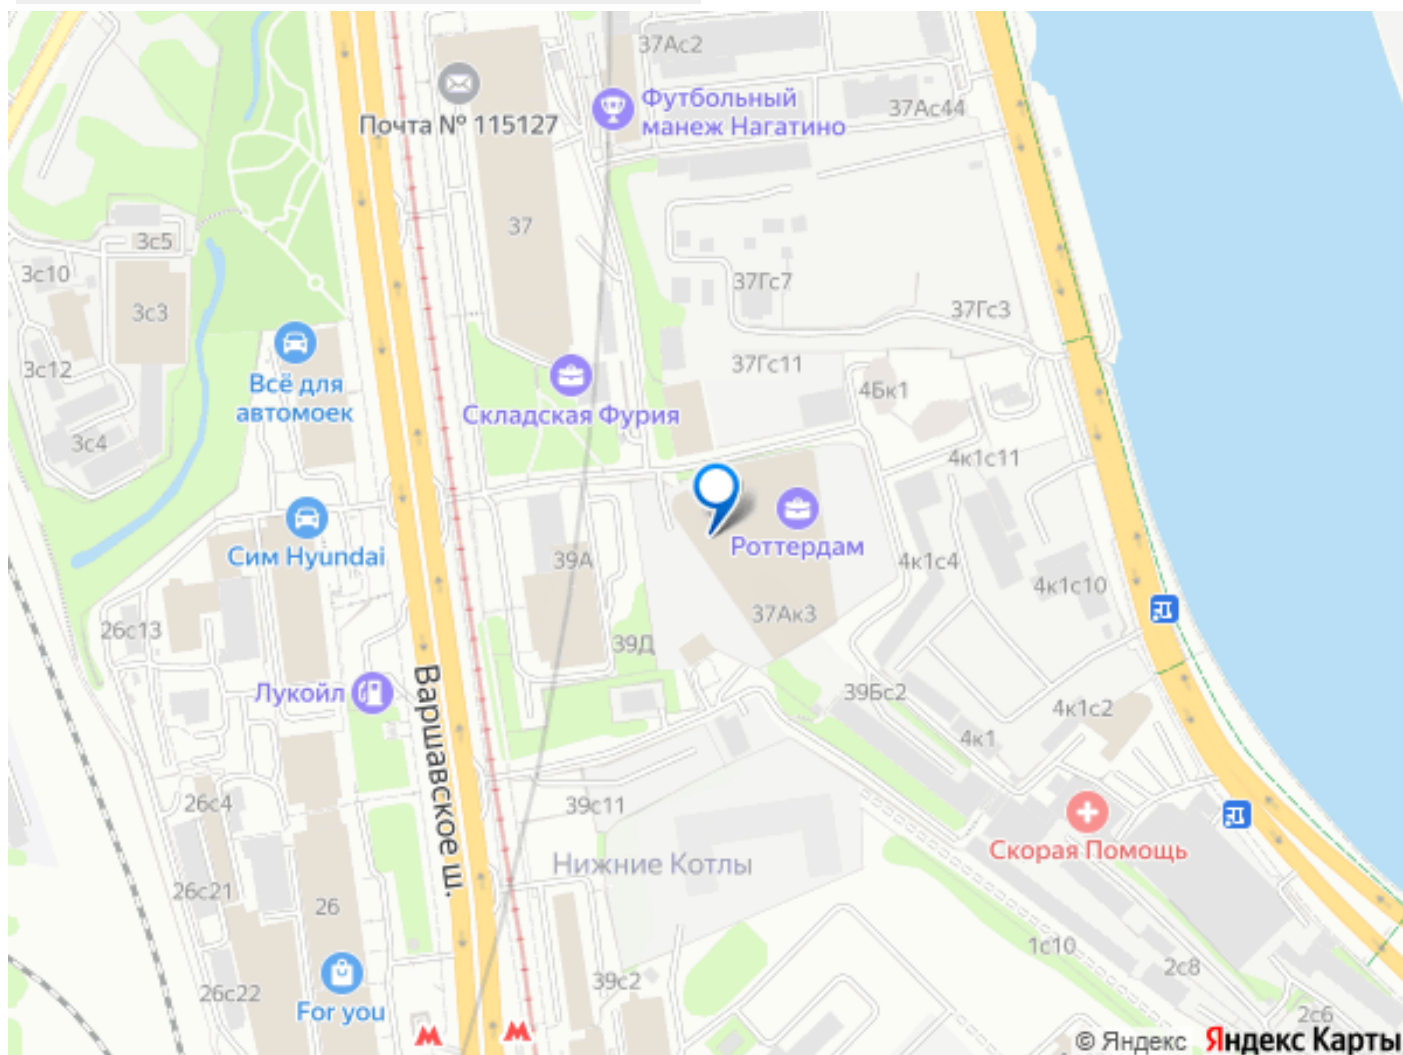 37Ас2
Футбольный
манеж Нагатино
37Ас44
Почта № 115127
37
3с5
3с10
3с3
37Гс7
37Гс3
3с12
37Гс11
Всё для
автомоек
4Бк1
Складская Фурия
3с4
4к1с11
Роттердам
Сим Hyundai
39А
4к1с4
4к1с10
37Ак3
26с13
39Д
Лукойл
39Бс2
4к1с2
4к1
Варшавское ш.
26с4
39с11
Скорая Помощь
Нижние Котлы
26с21
26
1с10
2с8
39с2
26с22
For you
2с6
© Яндекс Яндекс Карты